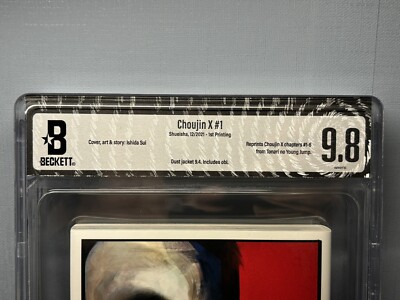 Choujin X #1
Shueisha, 12/2021 - 1st Printing
B
BECKETT
Cover, art & story: Ishida Sui
Reprints Choujin X chapters #1-6
from Tonari no Young Jump.
Dust jacket 9.4. Includes obi.
9.8
WHITE